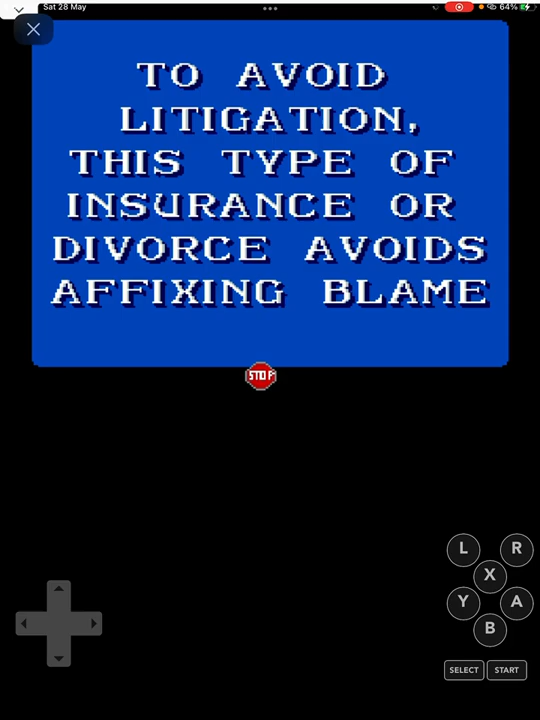 Sat 28 May
64%
TO AVOID
LITIGATION,
THIS TYPE OF
INSURANCE OR
DIVORCE AVOIDS
AFFIXING BLAME
STOP
L
R
X
Y
A
B
SELECT
START